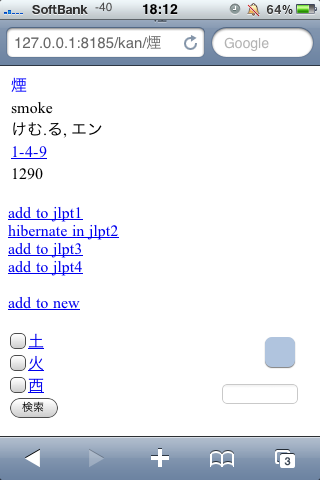 SoftBank -40 18:12 64%
127.0.0.1:8185/kan/煙 Google
煙
smoke
けむ.る, エン
1-4-9
1290
add to jlpt1
hibernate in jlpt2
add to jlpt3
add to jlpt4
add to new
土
火
西
検索
3